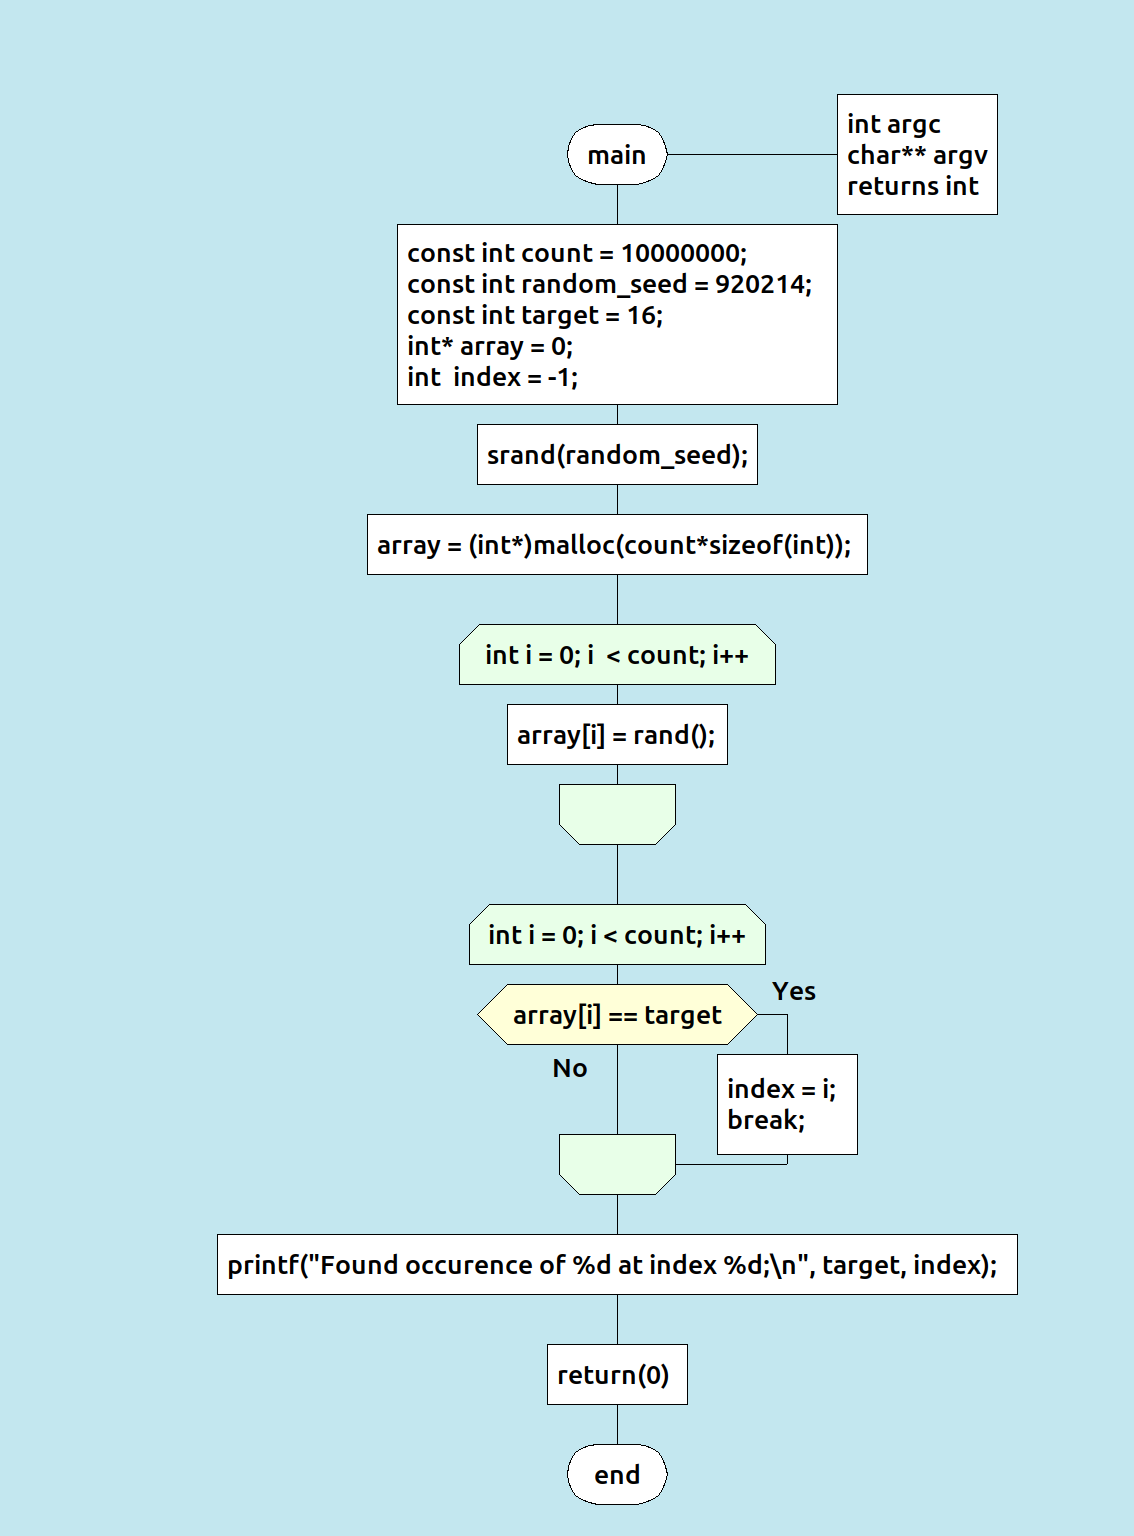 main
int argc
char** argv
returns int
const int count = 10000000;
const int random_seed = 920214;
const int target = 16;
int* array = 0;
int  index = -1;
srand(random_seed);
array = (int*)malloc(count*sizeof(int));
int i = 0; i  < count; i++
array[i] = rand();
int i = 0; i < count; i++
array[i] == target
Yes
No
index = i;
break;
printf("Found occurence of %d at index %d;\n", target, index);
return(0)
end